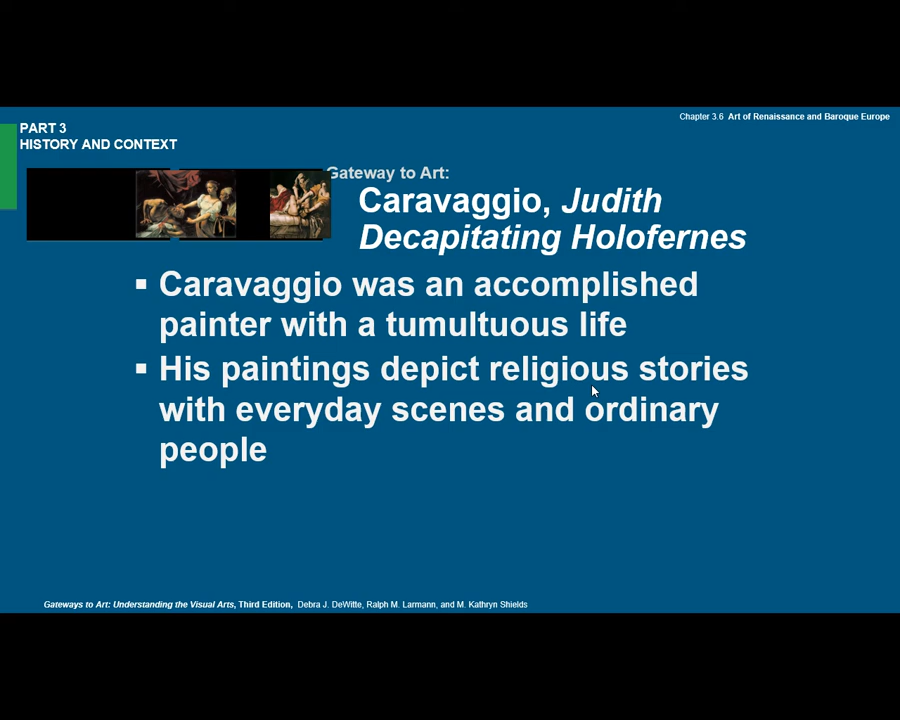 Chapter 3.6 Art of Renaissance and Baroque Europe
PART 3
HISTORY AND CONTEXT
Gateway to Art:
Caravaggio, Judith
Decapitating Holofernes
▪ Caravaggio was an accomplished
painter with a tumultuous life
▪ His paintings depict religious stories
with everyday scenes and ordinary
people
Gateways to Art: Understanding the Visual Arts, Third Edition, Debra J. DeWitte, Ralph M. Larmann, and M. Kathryn Shields